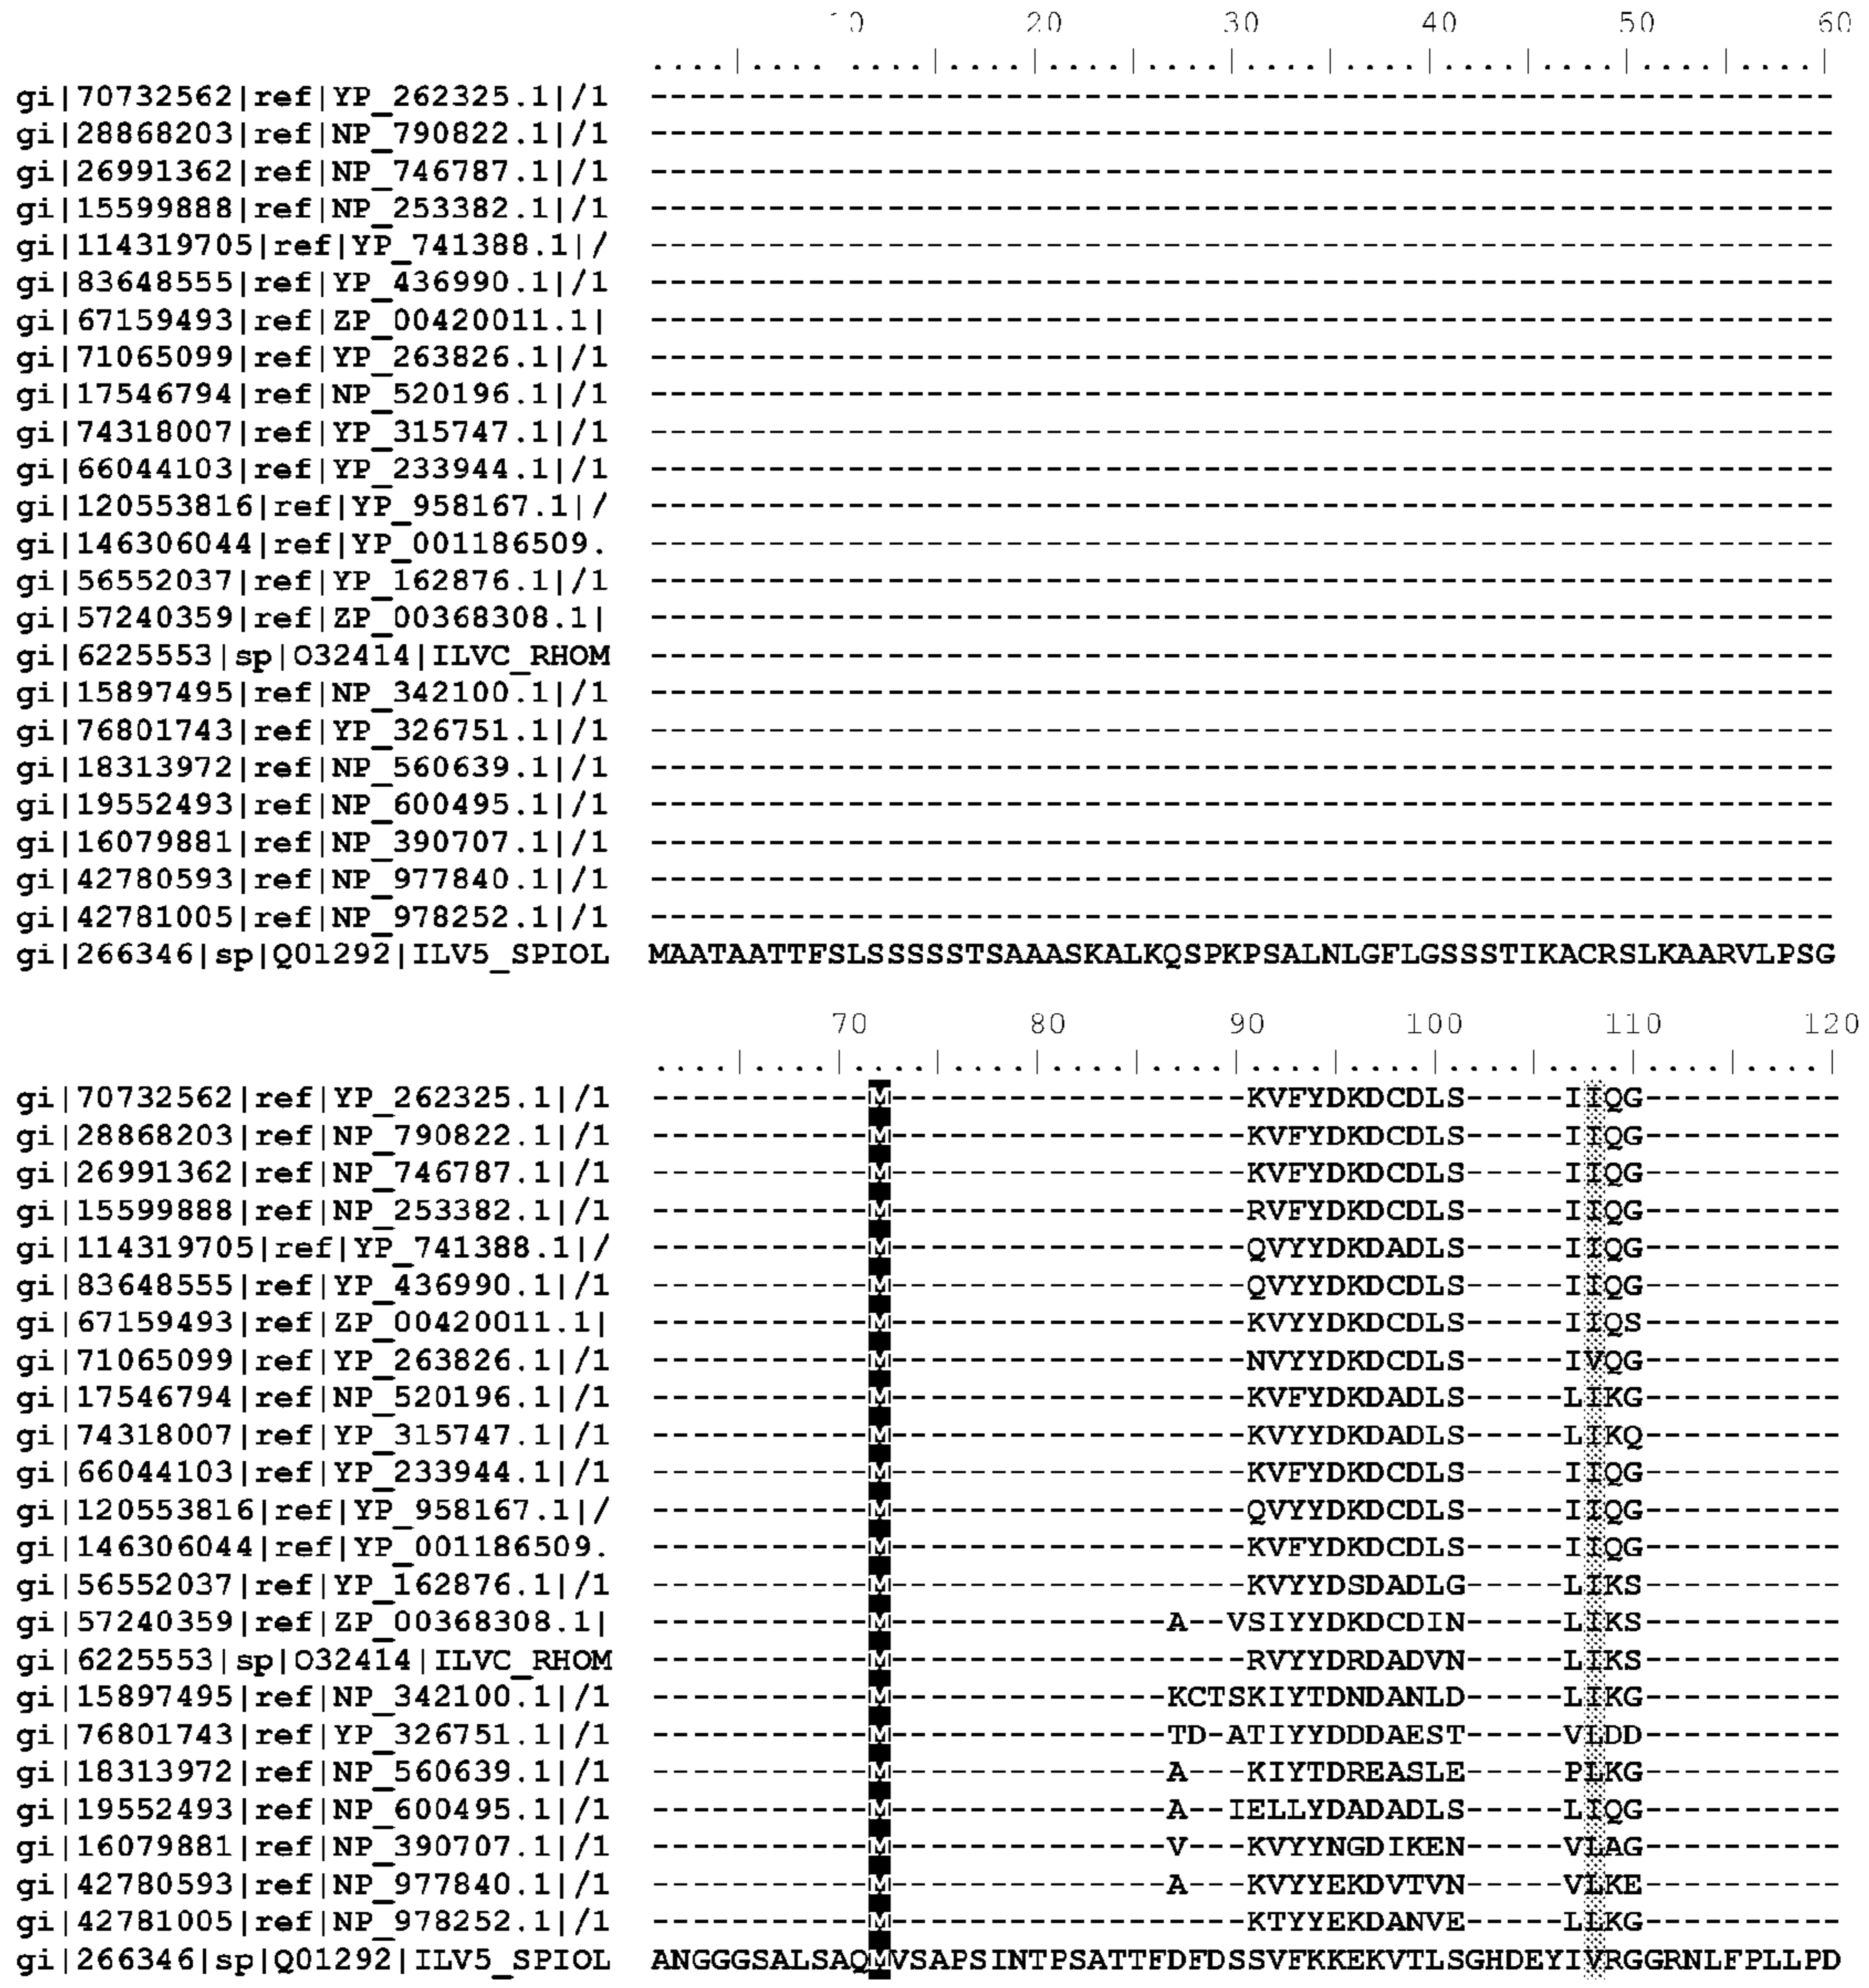 10 20 30 40 50 60
....|.... ....|....|....|....|....|....|....|....|....|....|
gi|70732562|ref|YP_262325.1|/1 ------------------------------------------------------------
gi|28868203|ref|NP_790822.1|/1 ------------------------------------------------------------
gi|26991362|ref|NP_746787.1|/1 ------------------------------------------------------------
gi|15599888|ref|NP_253382.1|/1 ------------------------------------------------------------
gi|114319705|ref|YP_741388.1|/ ------------------------------------------------------------
gi|83648555|ref|YP_436990.1|/1 ------------------------------------------------------------
gi|67159493|ref|ZP_00420011.1| ------------------------------------------------------------
gi|71065099|ref|YP_263826.1|/1 ------------------------------------------------------------
gi|17546794|ref|NP_520196.1|/1 ------------------------------------------------------------
gi|74318007|ref|YP_315747.1|/1 ------------------------------------------------------------
gi|66044103|ref|YP_233944.1|/1 ------------------------------------------------------------
gi|120553816|ref|YP_958167.1|/ ------------------------------------------------------------
gi|146306044|ref|YP_001186509. ------------------------------------------------------------
gi|56552037|ref|YP_162876.1|/1 ------------------------------------------------------------
gi|57240359|ref|ZP_00368308.1| ------------------------------------------------------------
gi|6225553|sp|O32414|ILVC_RHOM ------------------------------------------------------------
gi|15897495|ref|NP_342100.1|/1 ------------------------------------------------------------
gi|76801743|ref|YP_326751.1|/1 ------------------------------------------------------------
gi|18313972|ref|NP_560639.1|/1 ------------------------------------------------------------
gi|19552493|ref|NP_600495.1|/1 ------------------------------------------------------------
gi|16079881|ref|NP_390707.1|/1 ------------------------------------------------------------
gi|42780593|ref|NP_977840.1|/1 ------------------------------------------------------------
gi|42781005|ref|NP_978252.1|/1 ------------------------------------------------------------
gi|266346|sp|Q01292|ILV5_SPIOL MAATAATTFSLSSSSSSTSAAASKALKQSPKPSALNLGFLGSSSTIKACRSLKAARVLPSG
70 80 90 100 110 120
....|....|....|....|....|....|....|....|....|....|....|....|
gi|70732562|ref|YP_262325.1|/1 -----------M------------------KVFYDKDCDLS-----IIQG----------
gi|28868203|ref|NP_790822.1|/1 -----------M------------------KVFYDKDCDLS-----IIQG----------
gi|26991362|ref|NP_746787.1|/1 -----------M------------------KVFYDKDCDLS-----IIQG----------
gi|15599888|ref|NP_253382.1|/1 -----------M------------------RVFYDKDCDLS-----IIQG----------
gi|114319705|ref|YP_741388.1|/ -----------M------------------QVYYDKDADLS-----IIQG----------
gi|83648555|ref|YP_436990.1|/1 -----------M------------------QVYYDKDCDLS-----IIQG----------
gi|67159493|ref|ZP_00420011.1| -----------M------------------KVYYDKDCDLS-----IIQS----------
gi|71065099|ref|YP_263826.1|/1 -----------M------------------NVYYDKDCDLS-----IVQG----------
gi|17546794|ref|NP_520196.1|/1 -----------M------------------KVFYDKDADLS-----LIKG----------
gi|74318007|ref|YP_315747.1|/1 -----------M------------------KVYYDKDADLS-----LIKQ----------
gi|66044103|ref|YP_233944.1|/1 -----------M------------------KVFYDKDCDLS-----IIQG----------
gi|120553816|ref|YP_958167.1|/ -----------M------------------QVYYDKDCDLS-----IIQG----------
gi|146306044|ref|YP_001186509. -----------M------------------KVFYDKDCDLS-----IIQG----------
gi|56552037|ref|YP_162876.1|/1 -----------M------------------KVYYDSDADLG-----LIKS----------
gi|57240359|ref|ZP_00368308.1| -----------M--------------A--VSIYYDKDCDIN-----LIKS----------
gi|6225553|sp|O32414|ILVC_RHOM -----------M------------------RVYYDRDADVN-----LIKS----------
gi|15897495|ref|NP_342100.1|/1 -----------M--------------KCTSKIYTDNDANLD-----LIKG----------
gi|76801743|ref|YP_326751.1|/1 -----------M--------------TD-ATIYYDDDAEST-----VLDD----------
gi|18313972|ref|NP_560639.1|/1 -----------M--------------A---KIYTDREASLE-----PLKG----------
gi|19552493|ref|NP_600495.1|/1 -----------M--------------A--IELLYDADADLS-----LIQG----------
gi|16079881|ref|NP_390707.1|/1 -----------M--------------V---KVYYNGDIKEN-----VLAG----------
gi|42780593|ref|NP_977840.1|/1 -----------M--------------A---KVYYEKDVTVN-----VLKE----------
gi|42781005|ref|NP_978252.1|/1 -----------M------------------KTYYEKDANVE-----LLKG----------
gi|266346|sp|Q01292|ILV5_SPIOL ANGGGSALSAQMVSAPSINTPSATTFDFDSSVFKKEKVTLSGHDEYIVRGGRNLFPLLPD